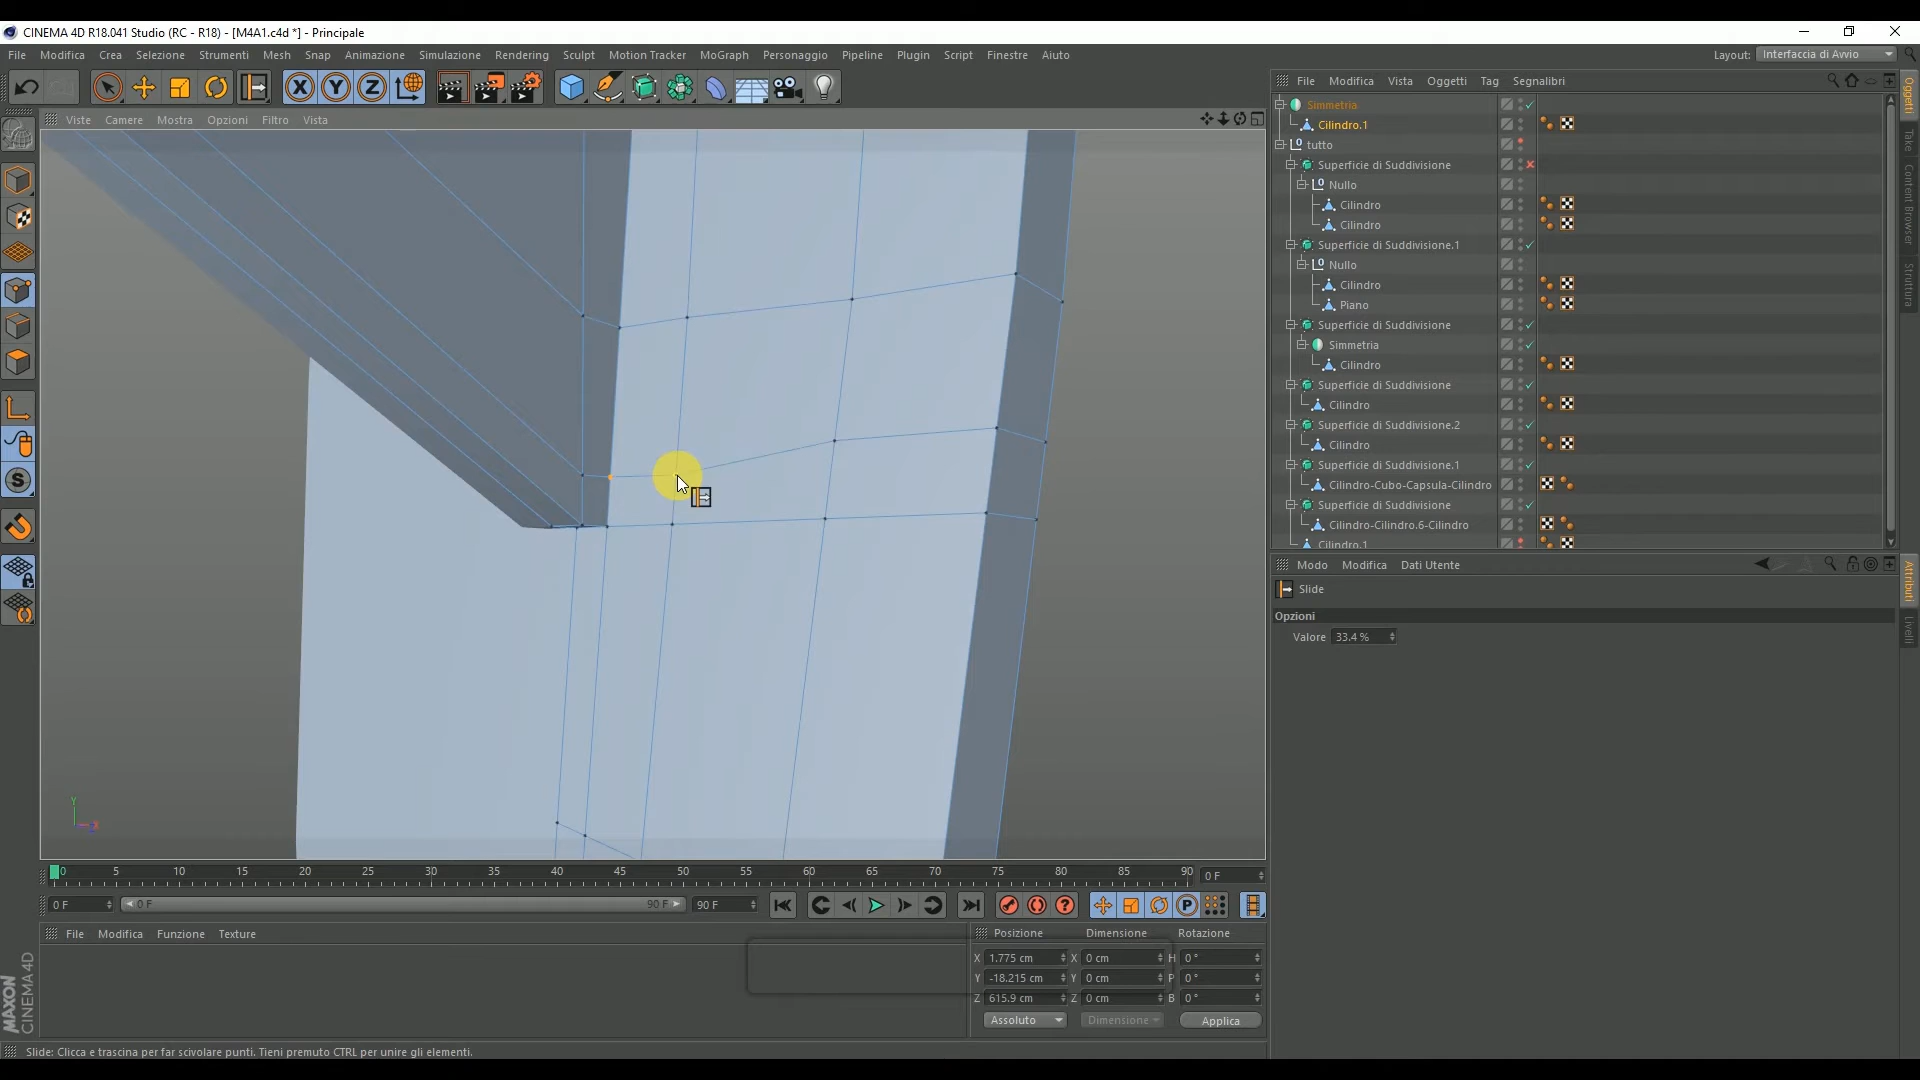 CINEMA 4D R18.041 Studio (RC - R18) - [M4A1.c4d *] - Principale
File Modifica Crea Selezione Strumenti Mesh Snap Animazione Simulazione Rendering Sculpt Motion Tracker MoGraph Personaggio Pipeline Plugin Script Finestre Aiuto Layout: Interfaccia di Avvio
X Y Z
File Modifica Vista Oggetti Tag Segnalibri
Viste Camere Mostra Opzioni Filtro Vista
Simmetria
Cilindro.1
tutto
Superficie di Suddivisione
Nullo
Cilindro
Cilindro
Superficie di Suddivisione.1
Nullo
Cilindro
Piano
Superficie di Suddivisione
Simmetria
Cilindro
Superficie di Suddivisione
Cilindro
Superficie di Suddivisione.2
Cilindro
Superficie di Suddivisione.1
Cilindro-Cubo-Capsula-Cilindro
Superficie di Suddivisione
Cilindro-Cilindro.6-Cilindro
Cilindro.1
Oggetti
Take
Content Browser
Struttura
Modo Modifica Dati Utente
Slide
Opzioni
Valore 33.4 %
Attributi
Livelli
Y
0 5 10 15 20 25 30 35 40 45 50 55 60 65 70 75 80 85 90 0 F
0 F 0 F 90 F 90 F
File Modifica Funzione Texture
Posizione Dimensione Rotazione
X 1.775 cm X 0 cm H 0 °
Y -18.215 cm Y 0 cm P 0 °
Z 615.9 cm Z 0 cm B 0 °
Assoluto Dimensione Applica
MAXON
CINEMA 4D
Slide: Clicca e trascina per far scivolare punti. Tieni premuto CTRL per unire gli elementi.